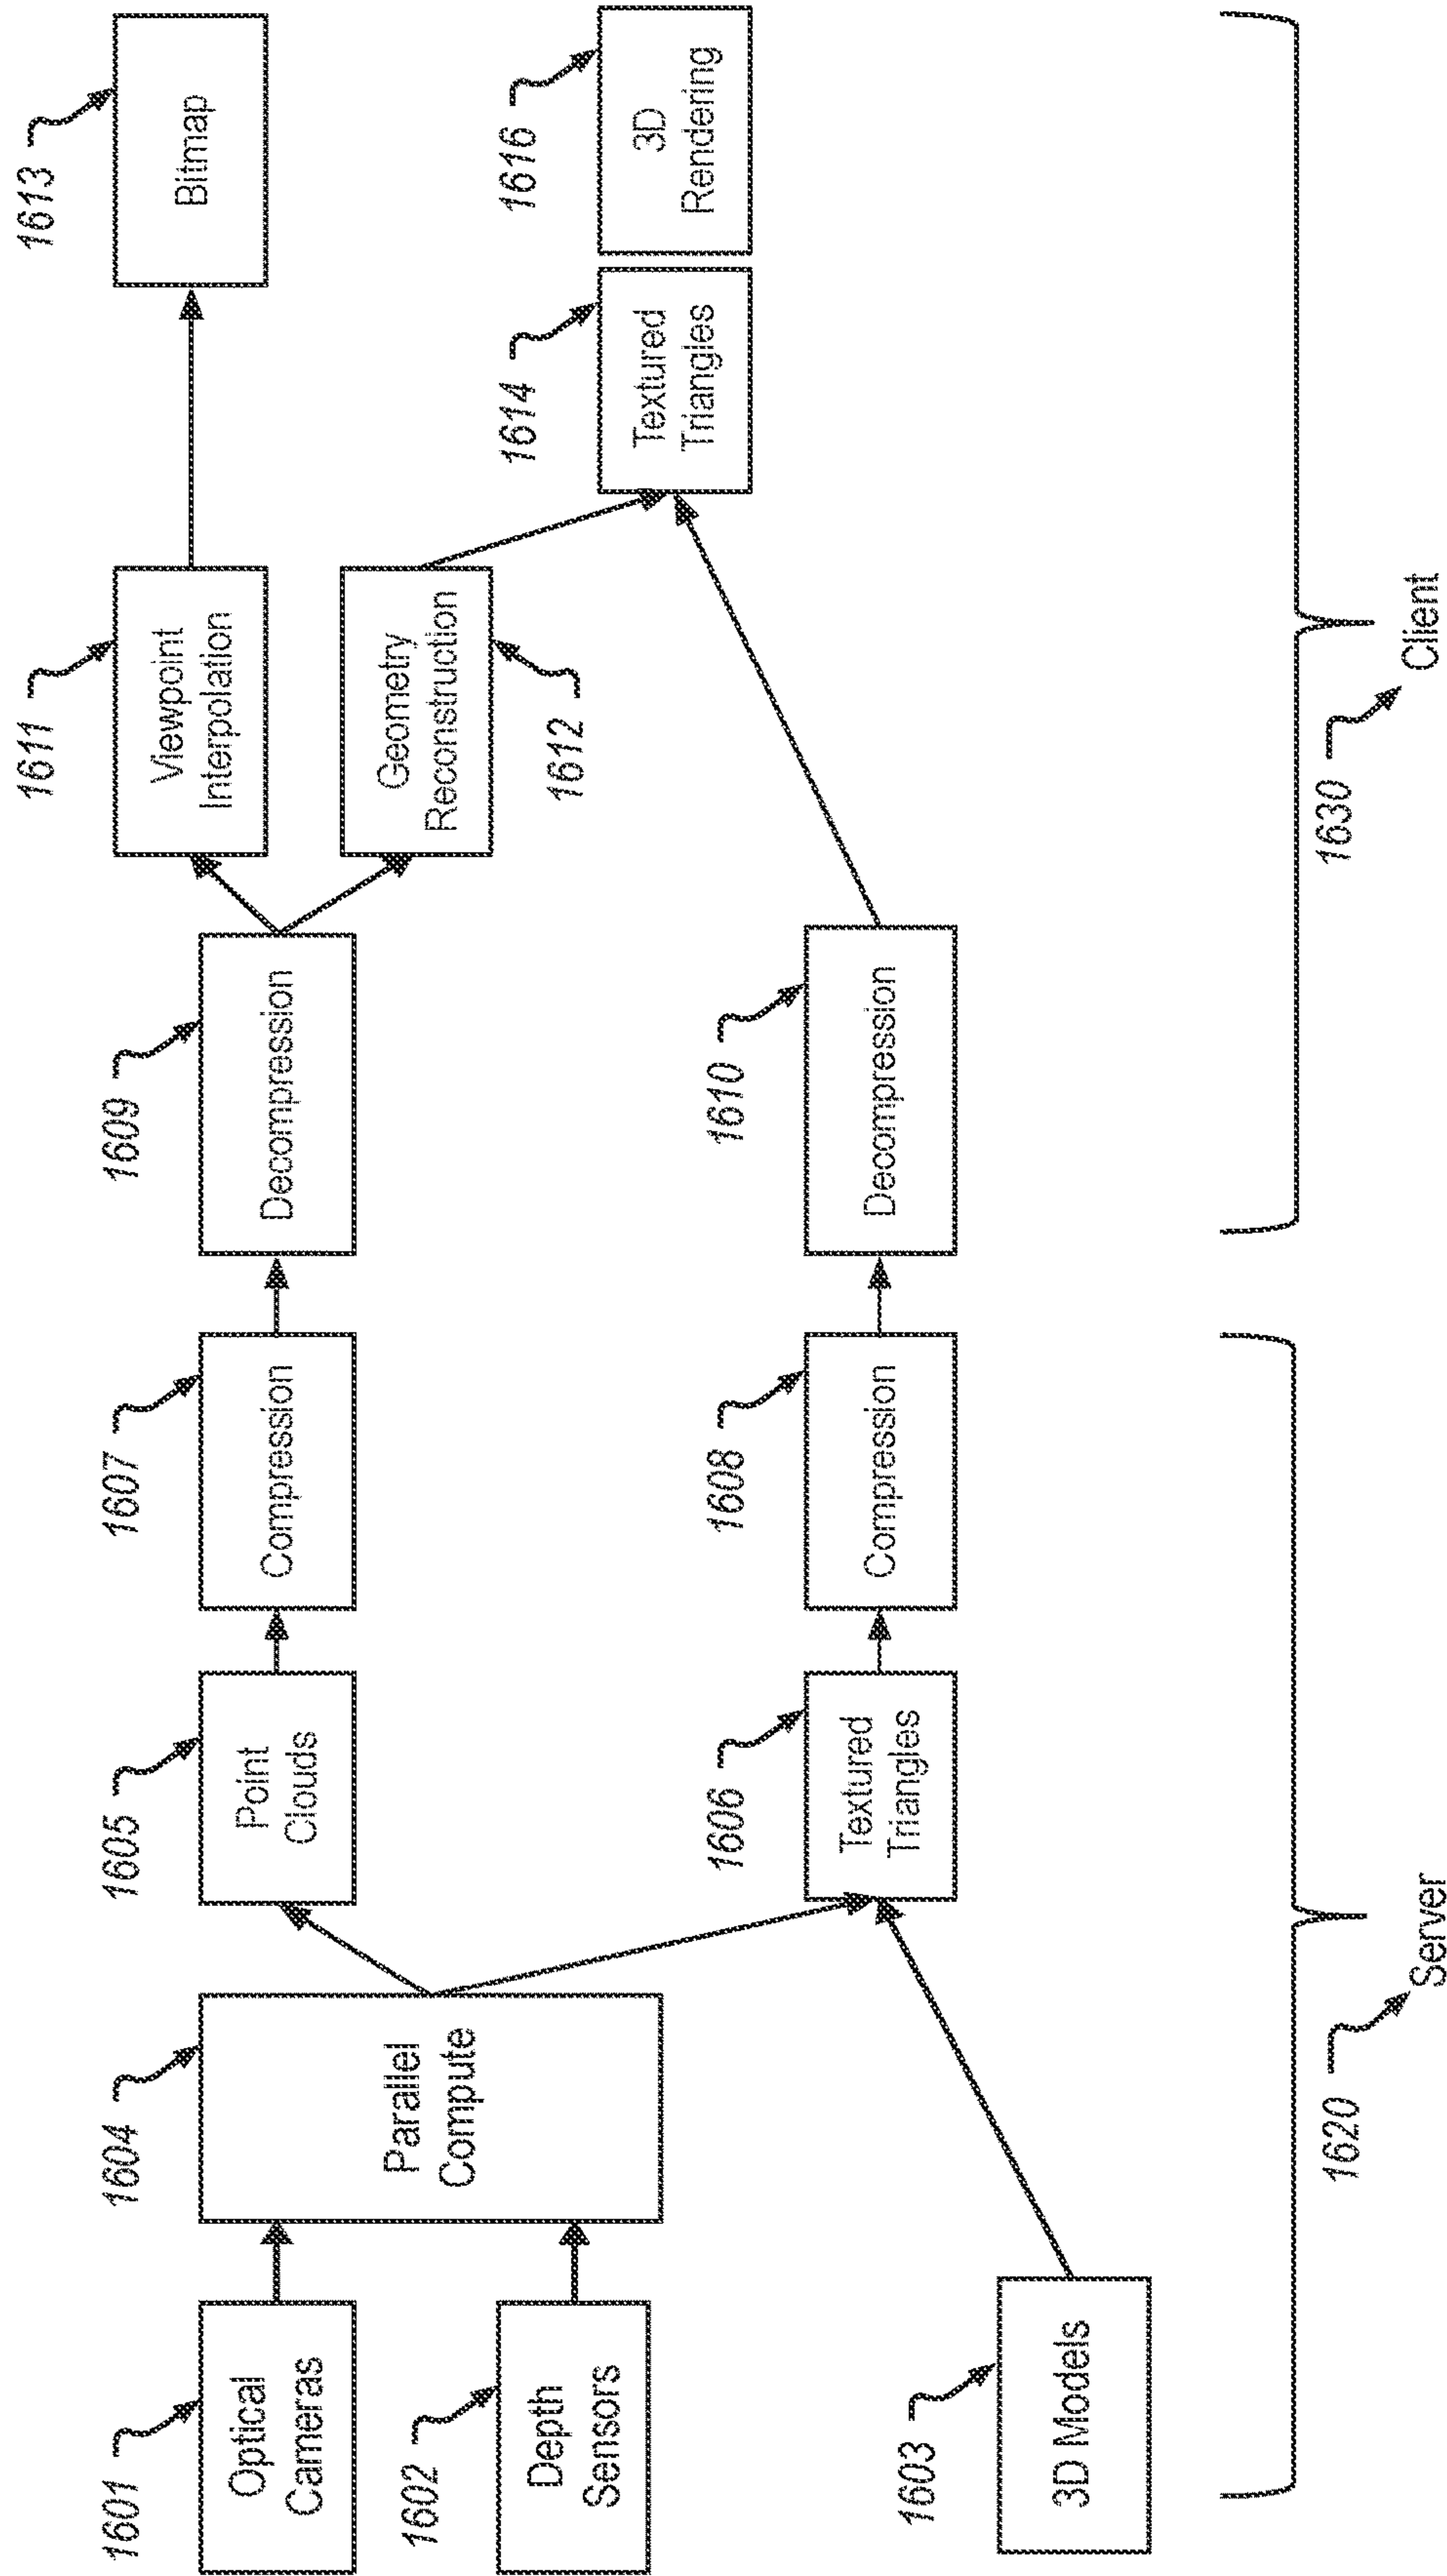 1601
Optical
Cameras
1602
Depth
Sensors
1603
3D Models
1604
Parallel
Compute
1605
Point
Clouds
1606
Textured
Triangles
1607
Compression
1608
Compression
1609
Decompression
1610
Decompression
1611
Viewpoint
Interpolation
Geometry
Reconstruction
1612
1613
Bitmap
1614
Textured
Triangles
1616
3D
Rendering
1620
Server
1630
Client